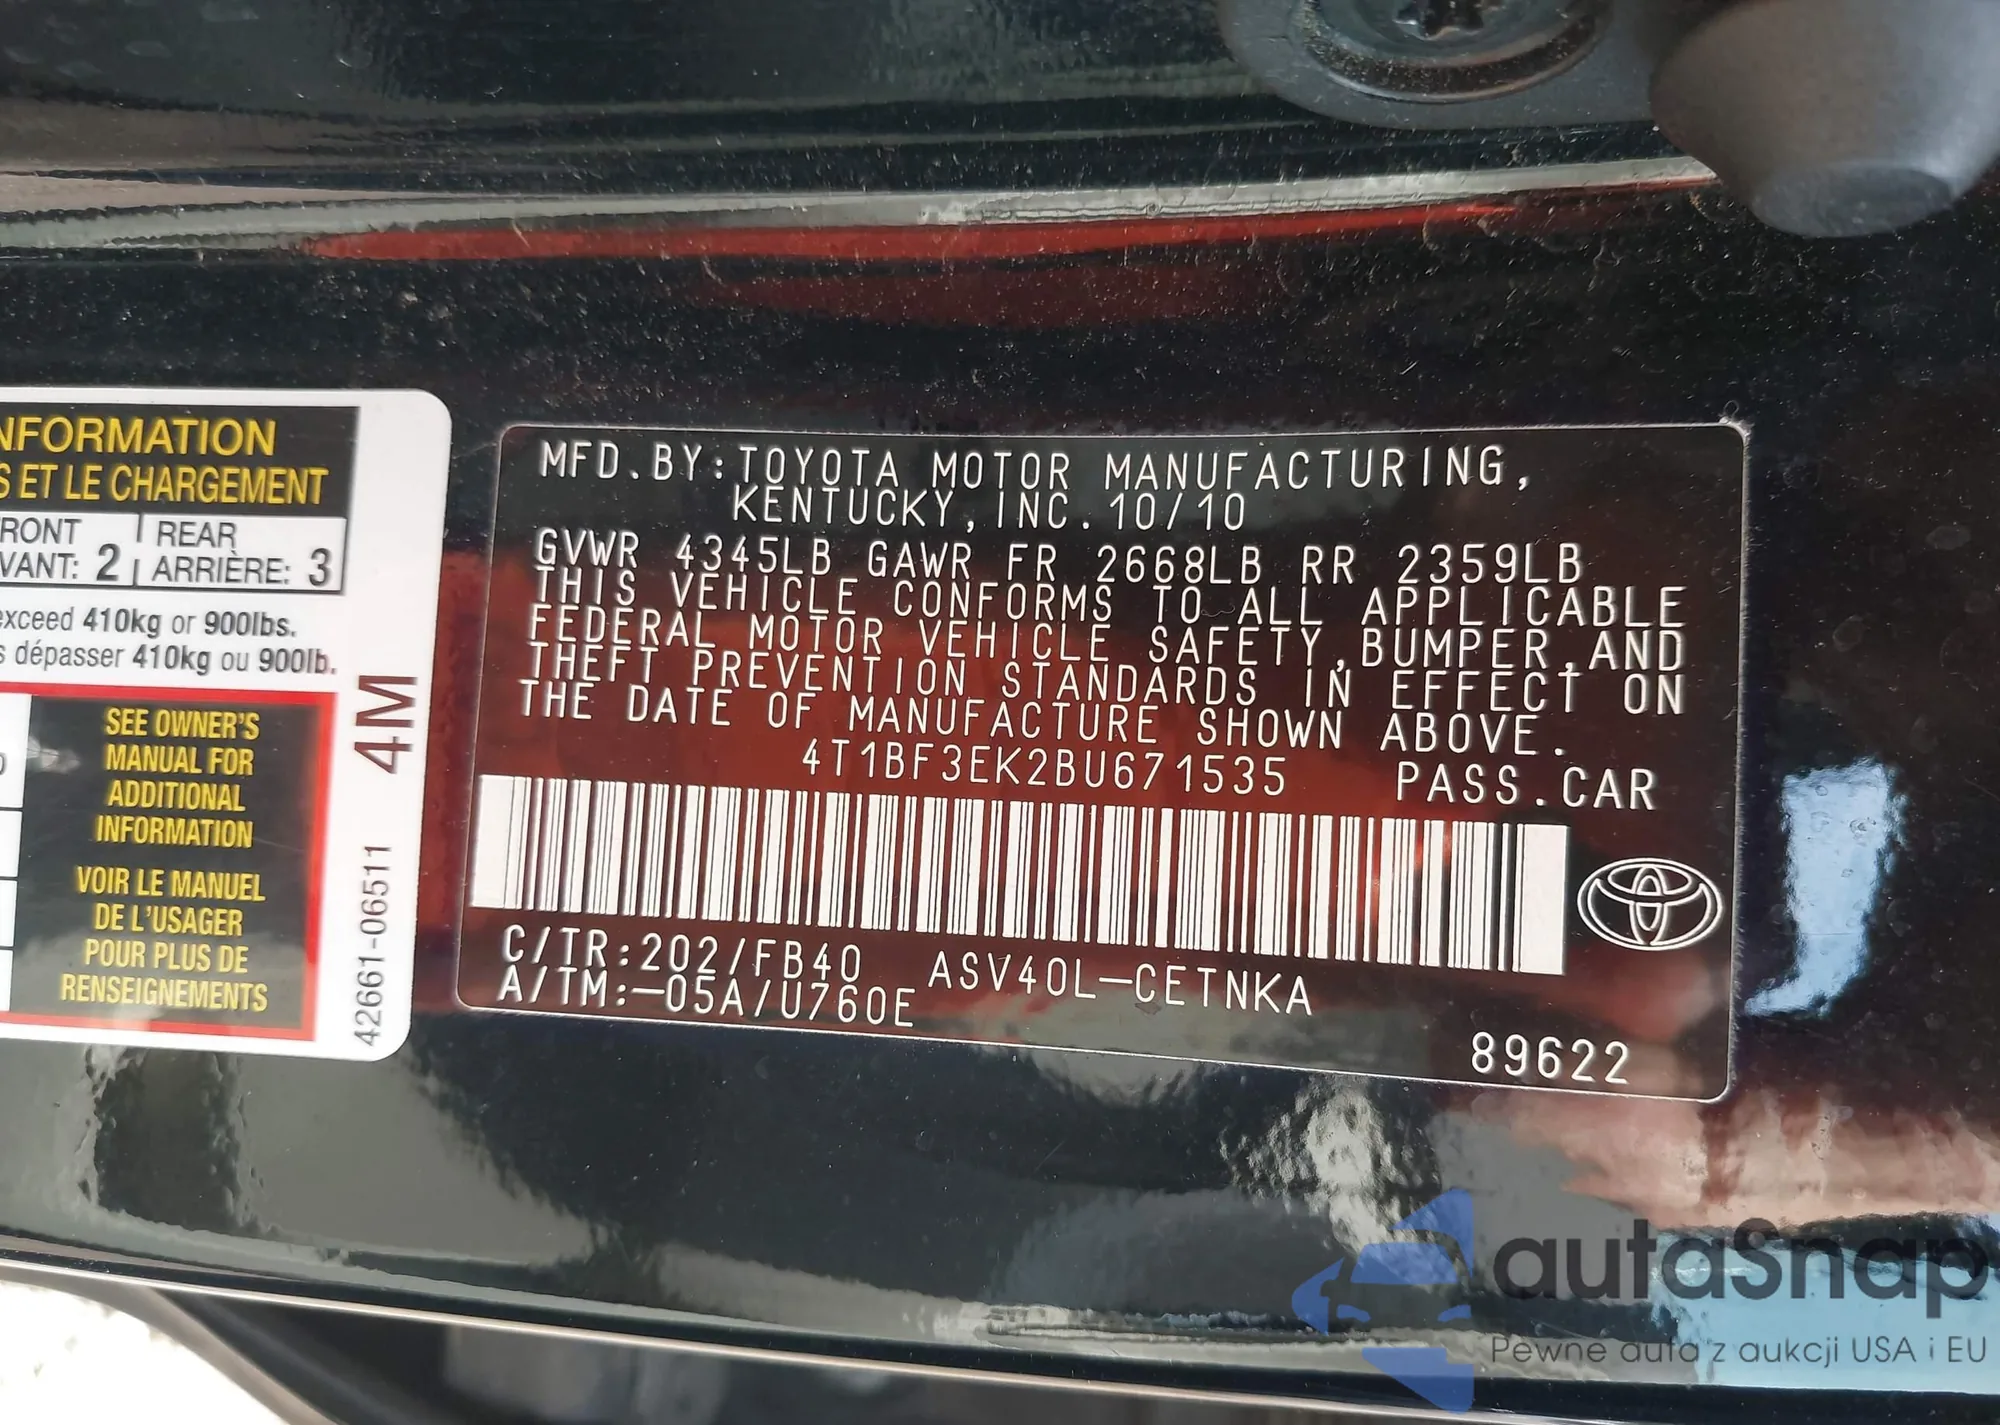 NFORMATION
S ET LE CHARGEMENT
RONT | REAR
VANT: 2 | ARRIÈRE: 3
exceed 410kg or 900lbs.
s dépasser 410kg ou 900lb.
SEE OWNER'S
MANUAL FOR
ADDITIONAL
INFORMATION
VOIR LE MANUEL
DE L'USAGER
POUR PLUS DE
RENSEIGNEMENTS
42661-06511 4M
MFD.BY:TOYOTA MOTOR MANUFACTURING,
KENTUCKY,INC.10/10
GVWR 4345LB GAWR FR 2668LB RR 2359LB
THIS VEHICLE CONFORMS TO ALL APPLICABLE
FEDERAL MOTOR VEHICLE SAFETY,BUMPER,AND
THEFT PREVENTION STANDARDS IN EFFECT ON
THE DATE OF MANUFACTURE SHOWN ABOVE.
4T1BF3EK2BU671535 PASS.CAR
C/TR:202/FB40 ASV40L-CETNKA
A/TM:-05A/U760E
89622
autaSnap
Pewne auta z aukcji USA i EU